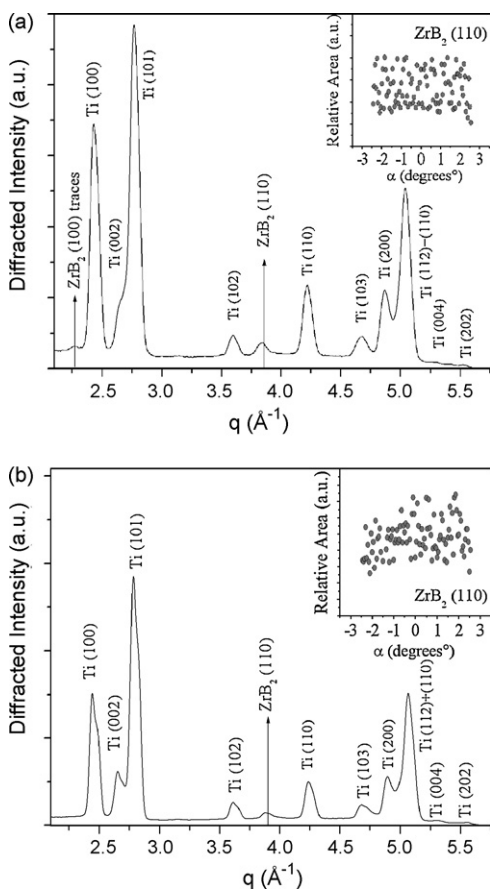 (a)
Diffracted Intensity (a.u.)
ZrB2 (100) traces
Ti (100)
Ti (002)
Ti (101)
Ti (102)
ZrB2 (110)
Ti (110)
Ti (103)
Ti (200)
Ti (112)–(110)
Ti (004)
Ti (202)
Relative Area (a.u.)
ZrB2 (110)
-3 -2 -1 0 1 2 3
α (degrees°)
2.5 3.0 3.5 4.0 4.5 5.0 5.5
q (Å-1)
(b)
Diffracted Intensity (a.u.)
Ti (100)
Ti (002)
Ti (101)
Ti (102)
ZrB2 (110)
Ti (110)
Ti (103)
Ti (200)
Ti (112)+(110)
Ti (004)
Ti (202)
Relative Area (a.u.)
ZrB2 (110)
-3 -2 -1 0 1 2 3
α (degrees°)
2.5 3.0 3.5 4.0 4.5 5.0 5.5
q (Å-1)